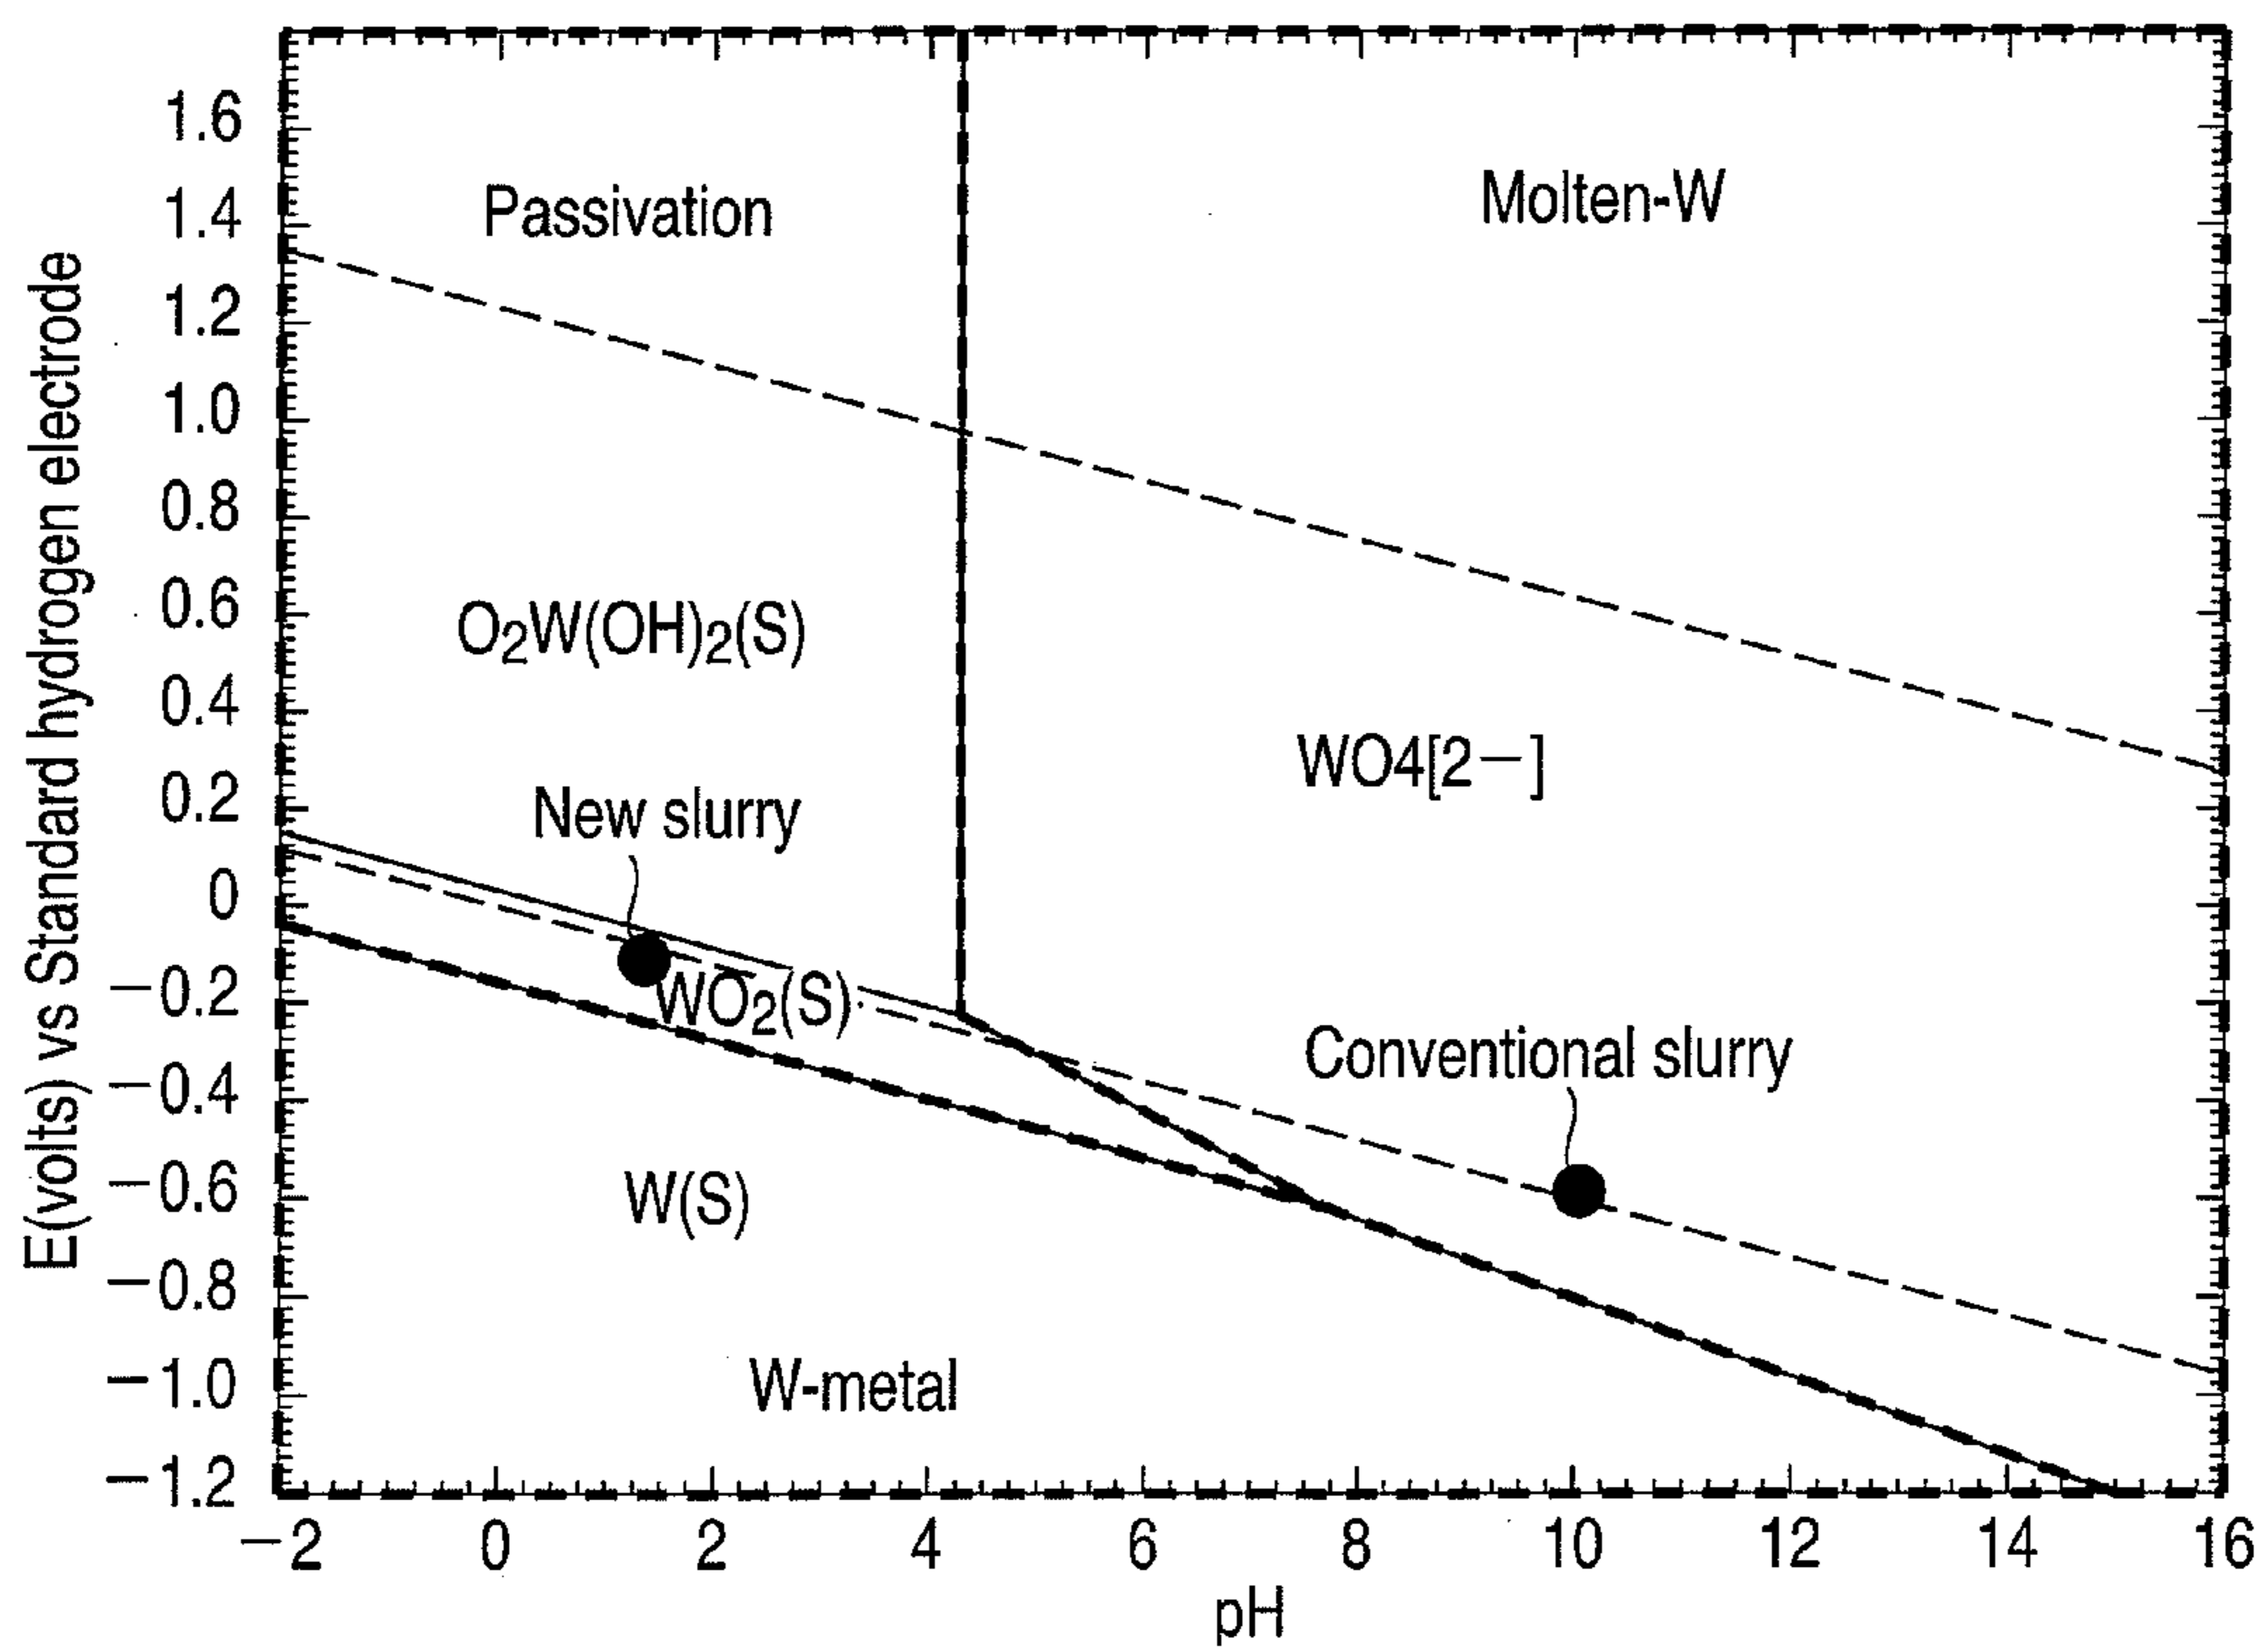 E(volts) vs Standard hydrogen electrode
1.6
1.4
1.2
1.0
0.8
0.6
0.4
0.2
0
−0.2
−0.4
−0.6
−0.8
−1.0
−1.2
Passivation
Molten-W
O2W(OH)2(S)
WO4[2−]
New slurry
WO2(S)
Conventional slurry
W(S)
W-metal
−2 0 2 4 6 8 10 12 14 16
pH